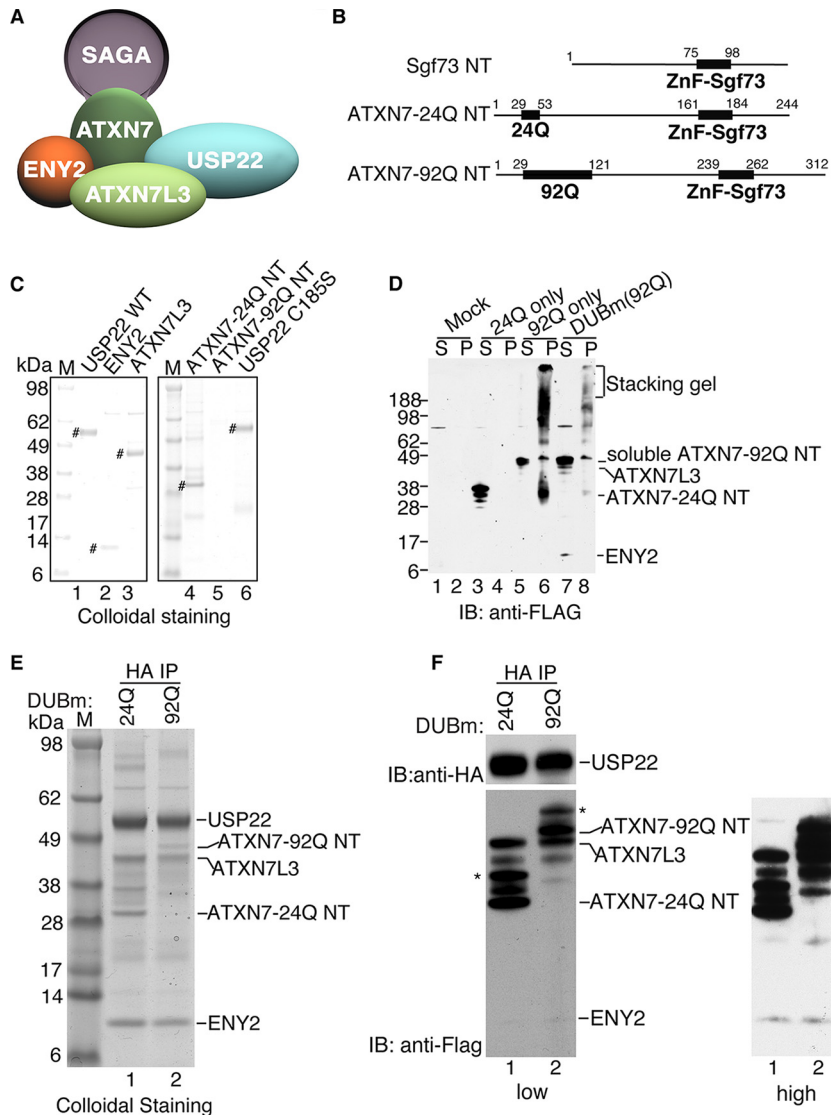 A
SAGA
ATXN7
ENY2
USP22
ATXN7L3
B
Sgf73 NT
1
75
98
ZnF-Sgf73
ATXN7-24Q NT
1
29
53
161
184
244
24Q
ZnF-Sgf73
ATXN7-92Q NT
1
29
121
239
262
312
92Q
ZnF-Sgf73
C
kDa
M
USP22 WT
ENY2
ATXN7L3
M
ATXN7-24Q NT
ATXN7-92Q NT
USP22 C185S
98
62
49
38
28
17
14
6
#
#
#
#
#
1 2 3 4 5 6
Colloidal staining
D
Mock
24Q only
92Q only
DUBm(92Q)
S P S P S P S P
Stacking gel
188
98
62
49
38
28
17
6
soluble ATXN7-92Q NT
ATXN7L3
ATXN7-24Q NT
ENY2
1 2 3 4 5 6 7 8
IB: anti-FLAG
E
HA IP
DUBm:
24Q
92Q
kDa
M
98
62
49
38
28
17
14
6
USP22
ATXN7-92Q NT
ATXN7L3
ATXN7-24Q NT
ENY2
1 2
Colloidal Staining
F
HA IP
DUBm:
24Q
92Q
IB:anti-HA
USP22
*
ATXN7-92Q NT
ATXN7L3
*
ATXN7-24Q NT
ENY2
IB: anti-Flag
1 2
low
1 2
high